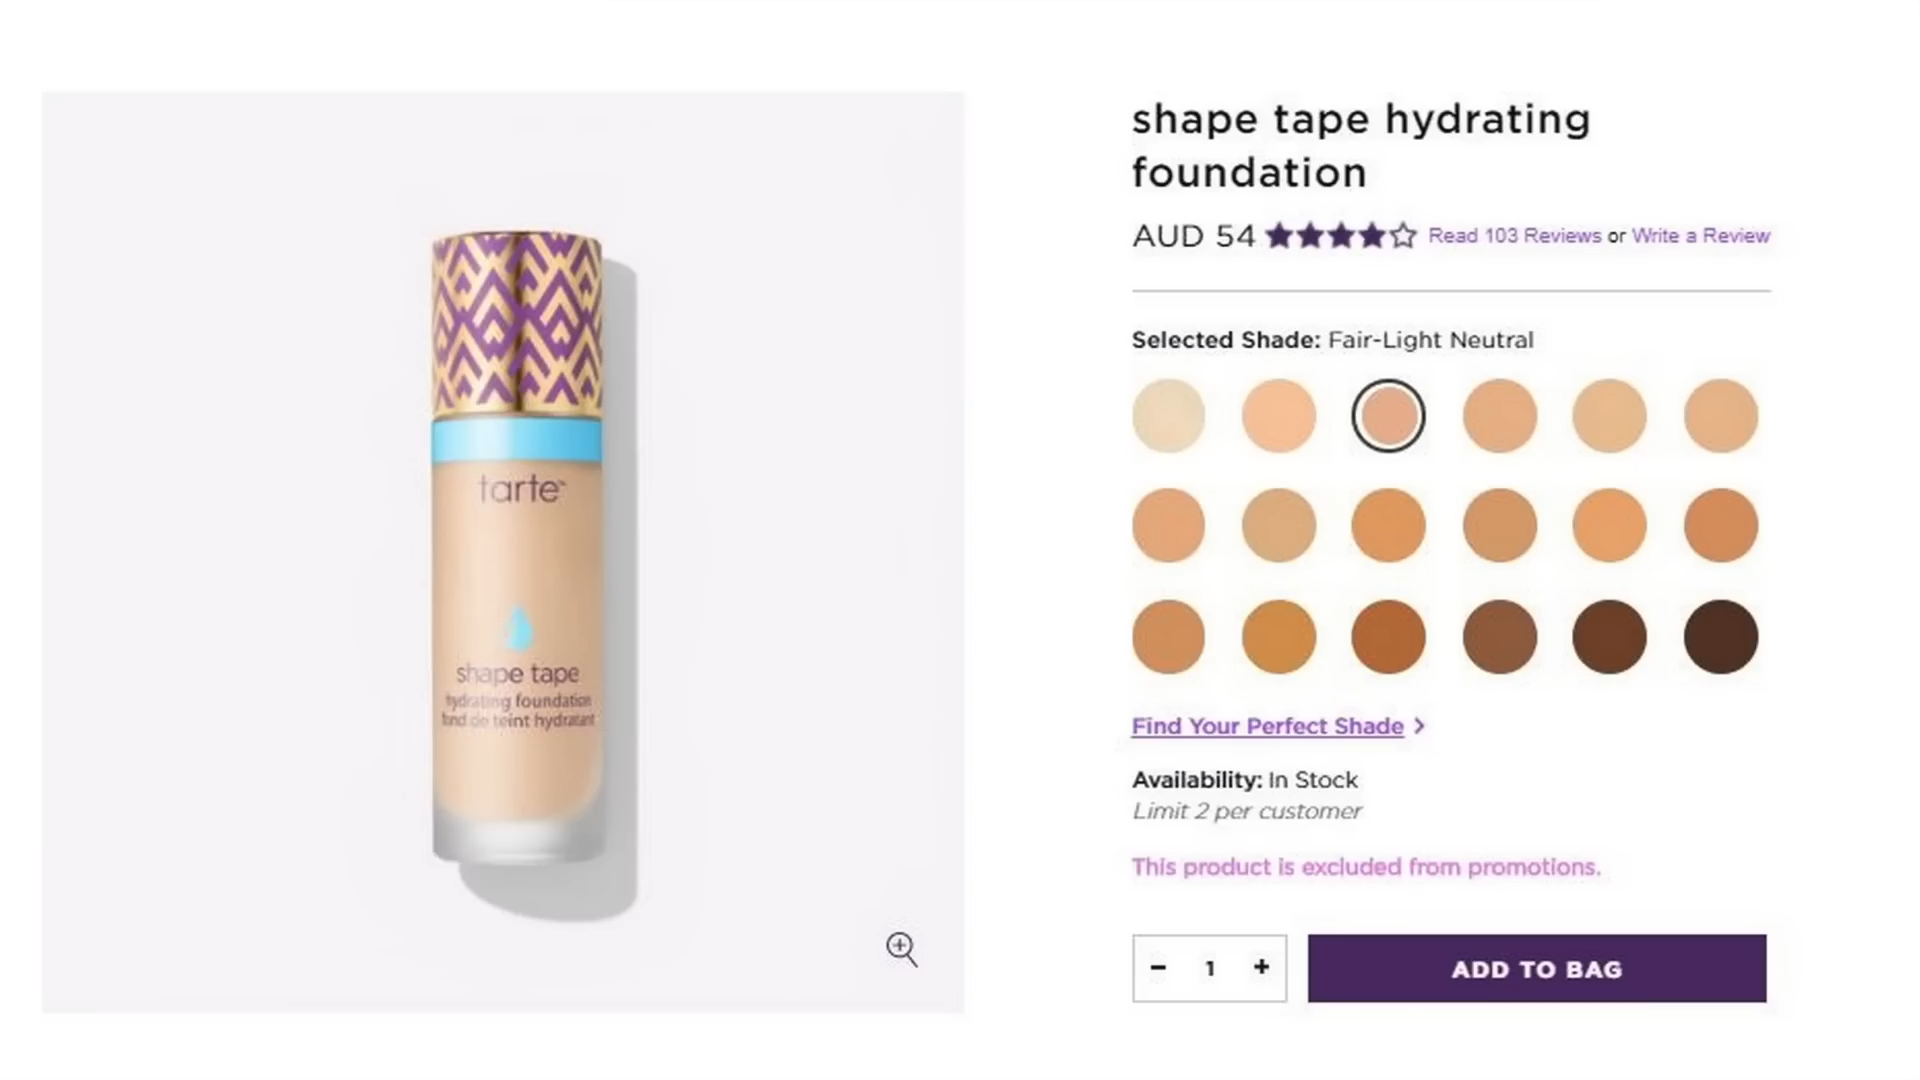 shape tape hydrating
foundation
AUD 54 Read 103 Reviews or Write a Review
Selected Shade: Fair-Light Neutral
Find Your Perfect Shade >
Availability: In Stock
Limit 2 per customer
This product is excluded from promotions.
- 1 +
ADD TO BAG
tarte™
shape tape
hydrating foundation
fond de teint hydratant